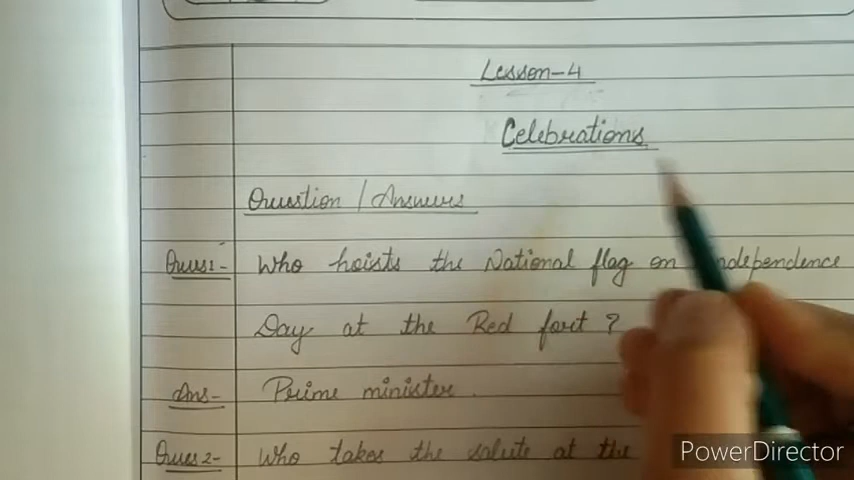 Lesson-4
Celebrations
Question / Answers
Ques1- Who hoists the National flag on Independence
Day at the Red fort ?
Ans- Prime minister.
Ques2- Who takes the salute at the
PowerDirector